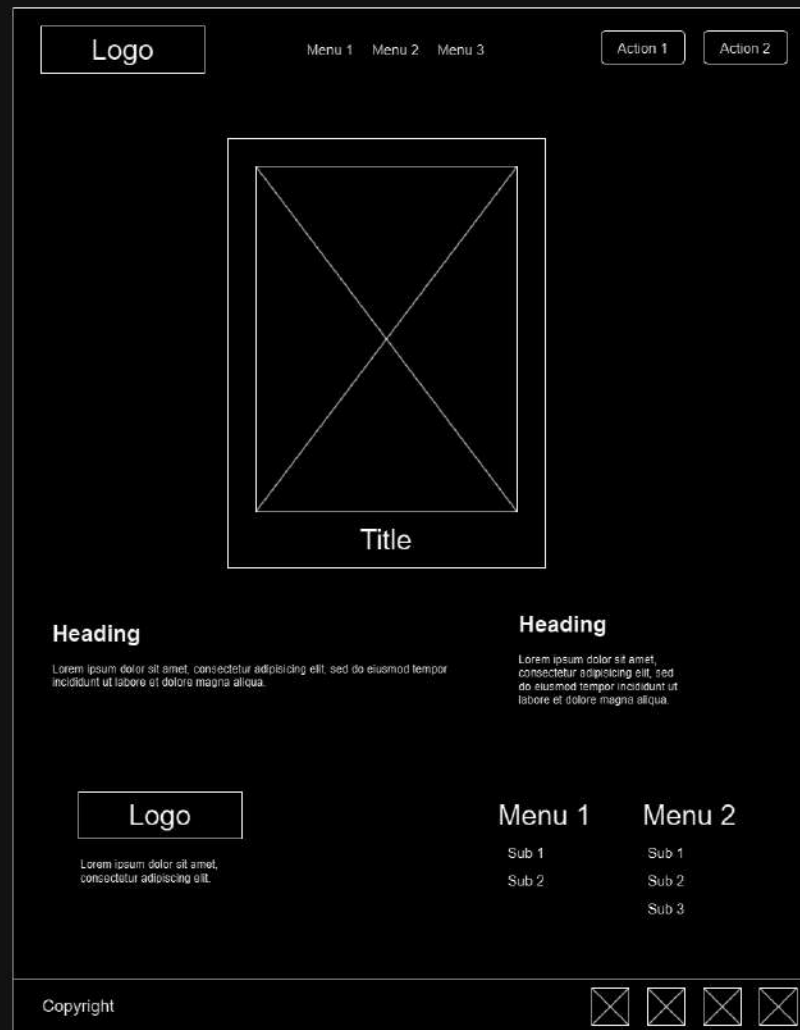 Logo
Menu 1 Menu 2 Menu 3
Action 1
Action 2
Title
Heading
Lorem ipsum dolor sit amet, consectetur adipisicing elit, sed do eiusmod tempor
incididunt ut labore et dolore magna aliqua.
Heading
Lorem ipsum dolor sit amet,
consectetur adipisicing elit, sed
do eiusmod tempor incididunt ut
labore et dolore magna aliqua.
Logo
Lorem ipsum dolor sit amet,
consectetur adipiscing elit.
Menu 1
Sub 1
Sub 2
Menu 2
Sub 1
Sub 2
Sub 3
Copyright